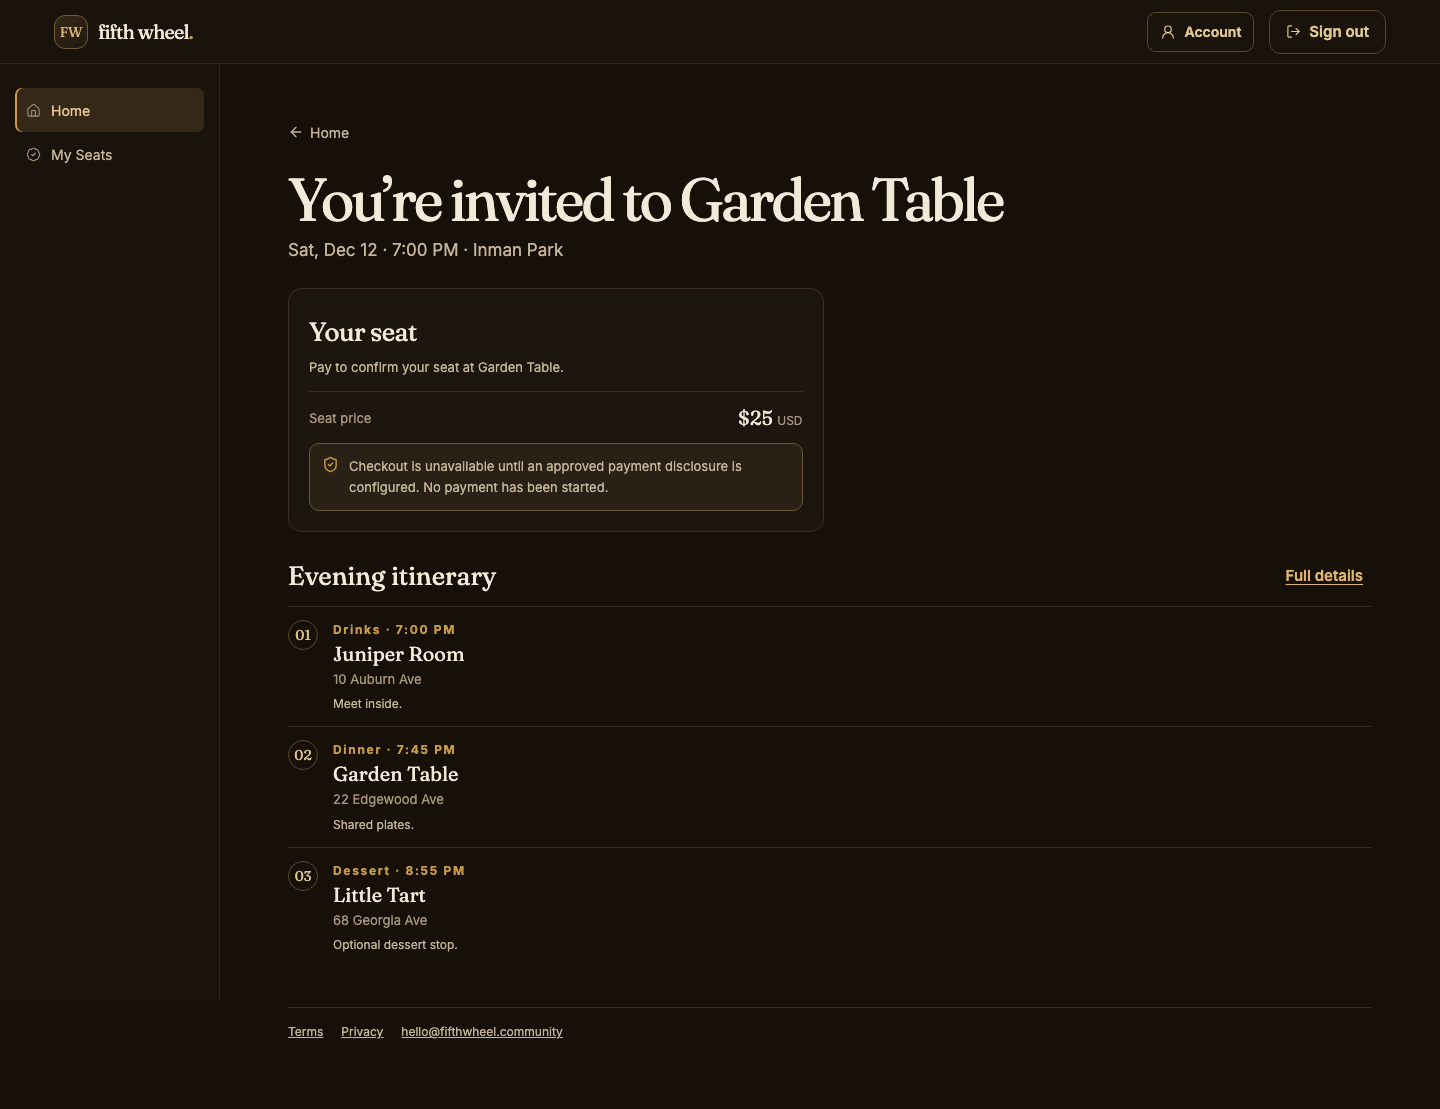 FW fifth wheel.
Account
Sign out
Home
My Seats
Home
You’re invited to Garden Table
Sat, Dec 12 · 7:00 PM · Inman Park
Your seat
Pay to confirm your seat at Garden Table.
Seat price
$25 USD
Checkout is unavailable until an approved payment disclosure is
configured. No payment has been started.
Evening itinerary
Full details
01
Drinks · 7:00 PM
Juniper Room
10 Auburn Ave
Meet inside.
02
Dinner · 7:45 PM
Garden Table
22 Edgewood Ave
Shared plates.
03
Dessert · 8:55 PM
Little Tart
68 Georgia Ave
Optional dessert stop.
Terms
Privacy
hello@fifthwheel.community